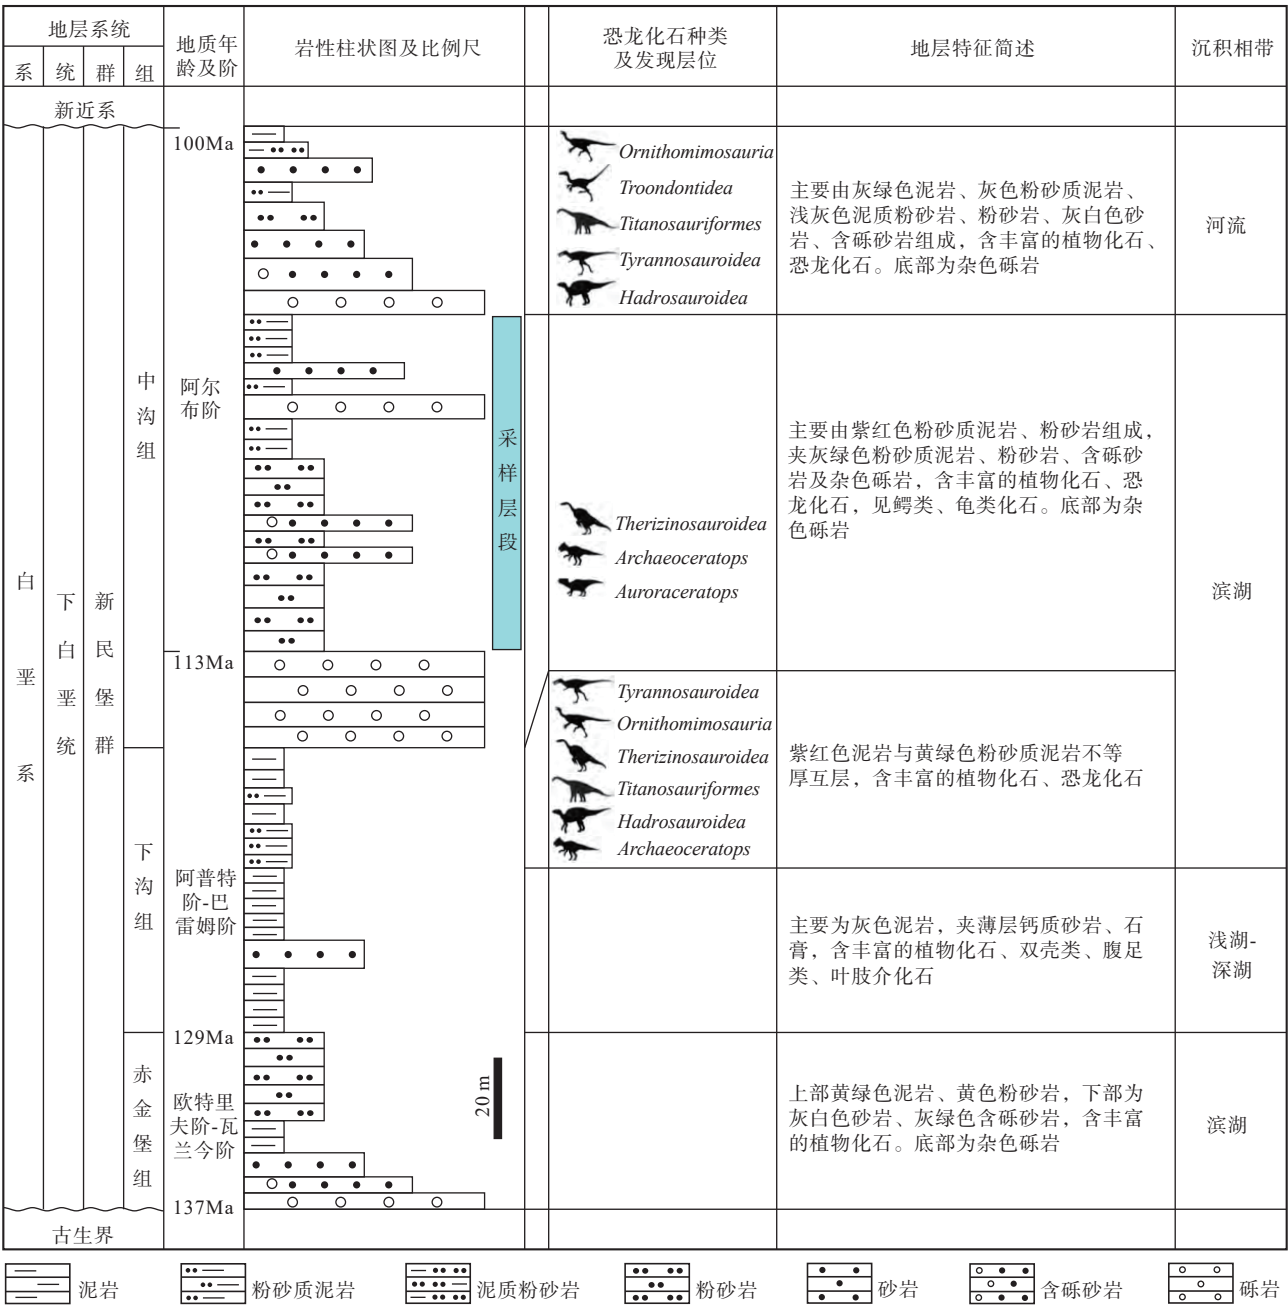 地层系统
系
统
群
组
地质年
龄及阶
岩性柱状图及比例尺
恐龙化石种类
及发现层位
地层特征简述
沉积相带
新近系
白垩系
下白垩统
新民堡群
中沟组
下沟组
赤金堡组
古生界
100Ma
阿尔
布阶
113Ma
阿普特
阶-巴
雷姆阶
129Ma
欧特里
夫阶-瓦
兰今阶
137Ma
采样层段
20 m
Ornithomimosauria
Troondontidea
Titanosauriformes
Tyrannosauroidea
Hadrosauroidea
主要由灰绿色泥岩、灰色粉砂质泥岩、
浅灰色泥质粉砂岩、粉砂岩、灰白色砂
岩、含砾砂岩组成，含丰富的植物化石、
恐龙化石。底部为杂色砾岩
河流
Therizinosauroidea
Archaeoceratops
Auroraceratops
主要由紫红色粉砂质泥岩、粉砂岩组成，
夹灰绿色粉砂质泥岩、粉砂岩、含砾砂
岩及杂色砾岩，含丰富的植物化石、恐
龙化石，见鳄类、龟类化石。底部为杂
色砾岩
滨湖
Tyrannosauroidea
Ornithomimosauria
Therizinosauroidea
Titanosauriformes
Hadrosauroidea
Archaeoceratops
紫红色泥岩与黄绿色粉砂质泥岩不等
厚互层，含丰富的植物化石、恐龙化石
主要为灰色泥岩，夹薄层钙质砂岩、石
膏，含丰富的植物化石、双壳类、腹足
类、叶肢介化石
浅湖-
深湖
上部黄绿色泥岩、黄色粉砂岩，下部为
灰白色砂岩、灰绿色含砾砂岩，含丰富
的植物化石。底部为杂色砾岩
滨湖
泥岩
粉砂质泥岩
泥质粉砂岩
粉砂岩
砂岩
含砾砂岩
砾岩